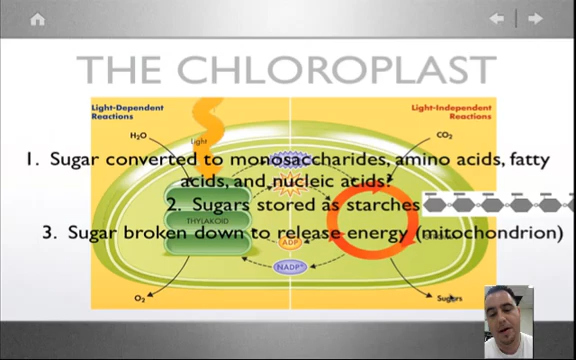 THE CHLOROPLAST
Light-Dependent
Reactions
Light-Independent
Reactions
H₂O
Light
CO₂
1. Sugar converted to monosaccharides, amino acids, fatty
acids, and nucleic acids?
2. Sugars stored as starches
THYLAKOID
3. Sugar broken down to release energy (mitochondrion)
ADP
NADP⁺
O₂
Sugars